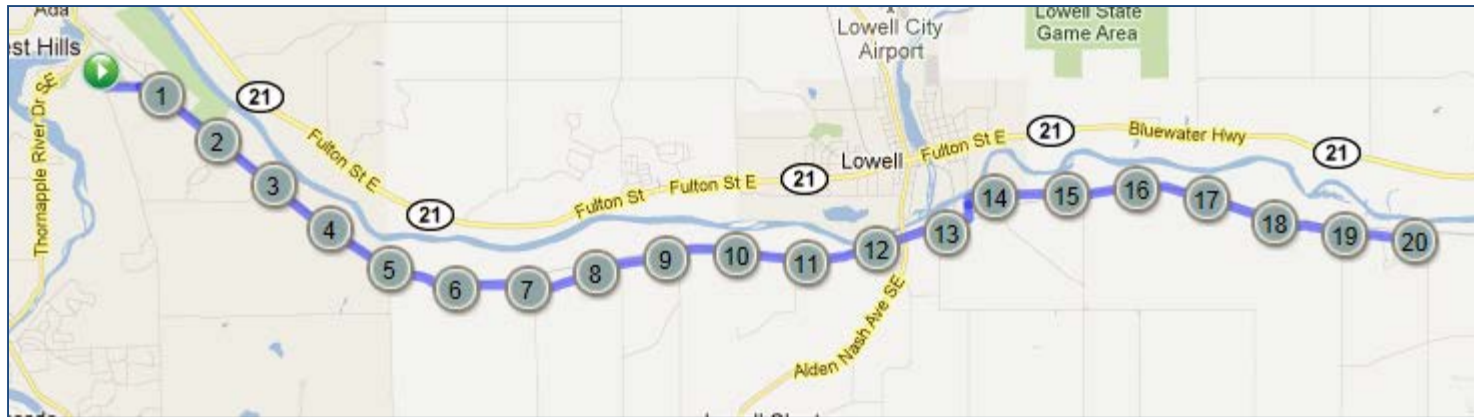 Ada
est Hills
Thornapple River Dr SE
1
2
3
4
5
6
7
8
9
10
11
12
13
14
15
16
17
18
19
20
21
Fulton St E
21
Fulton St
Fulton St E
21
Lowell
Fulton St E
21
Bluewater Hwy
21
Lowell City
Airport
Lowell State
Game Area
Alden Nash Ave SE